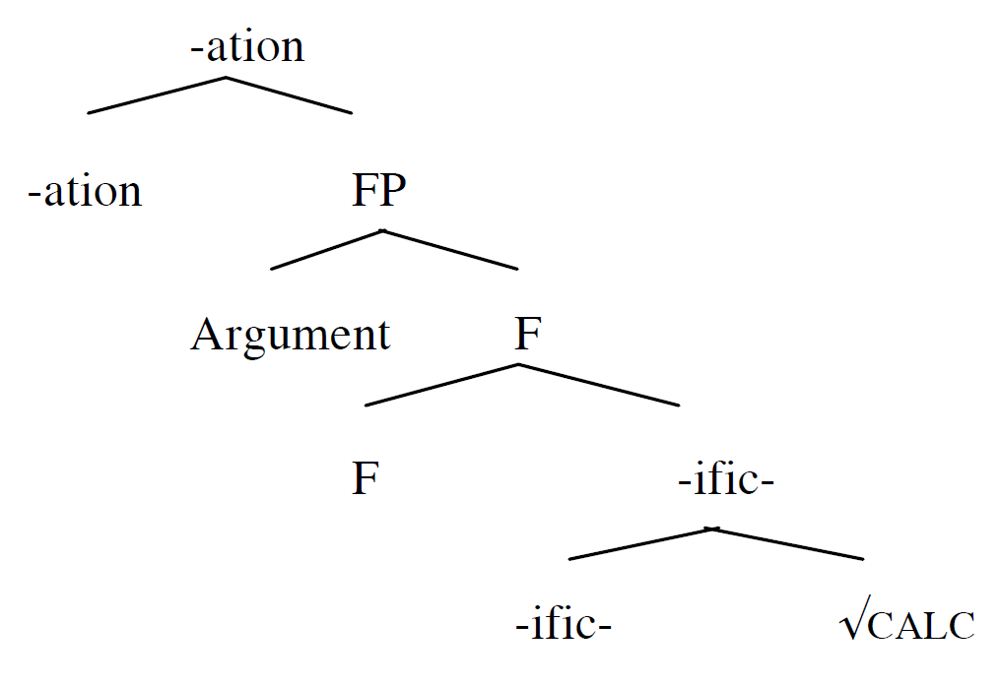 -ation
-ation FP
Argument F
F -ific-
-ific- √CALC